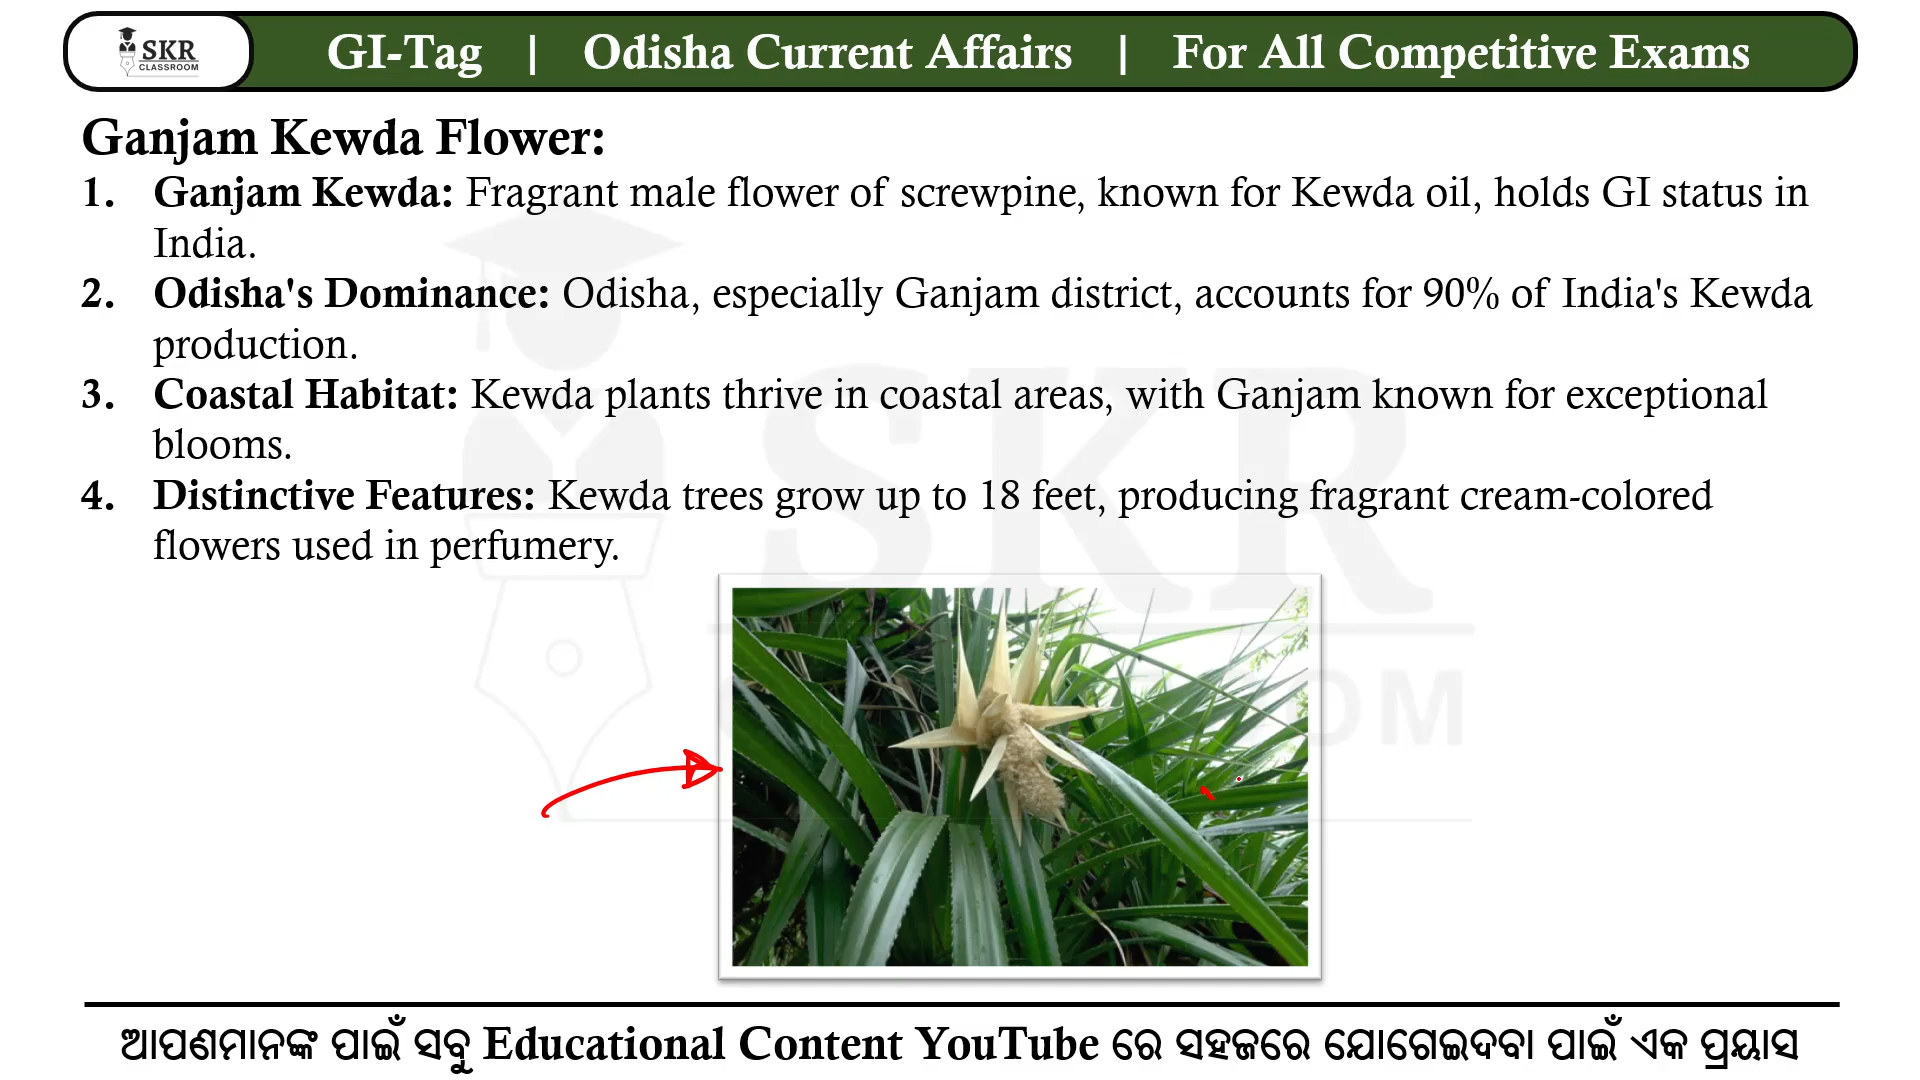 SKR
CLASSROOM
GI-Tag | Odisha Current Affairs | For All Competitive Exams
Ganjam Kewda Flower:
1. Ganjam Kewda: Fragrant male flower of screwpine, known for Kewda oil, holds GI status in
India.
2. Odisha's Dominance: Odisha, especially Ganjam district, accounts for 90% of India's Kewda
production.
3. Coastal Habitat: Kewda plants thrive in coastal areas, with Ganjam known for exceptional
blooms.
4. Distinctive Features: Kewda trees grow up to 18 feet, producing fragrant cream-colored
flowers used in perfumery.
ଆପଣମାନଙ୍କ ପାଇଁ ସବୁ Educational Content YouTube ରେ ସହଜରେ ଯୋଗେଇଦବା ପାଇଁ ଏକ ପ୍ରୟାସ